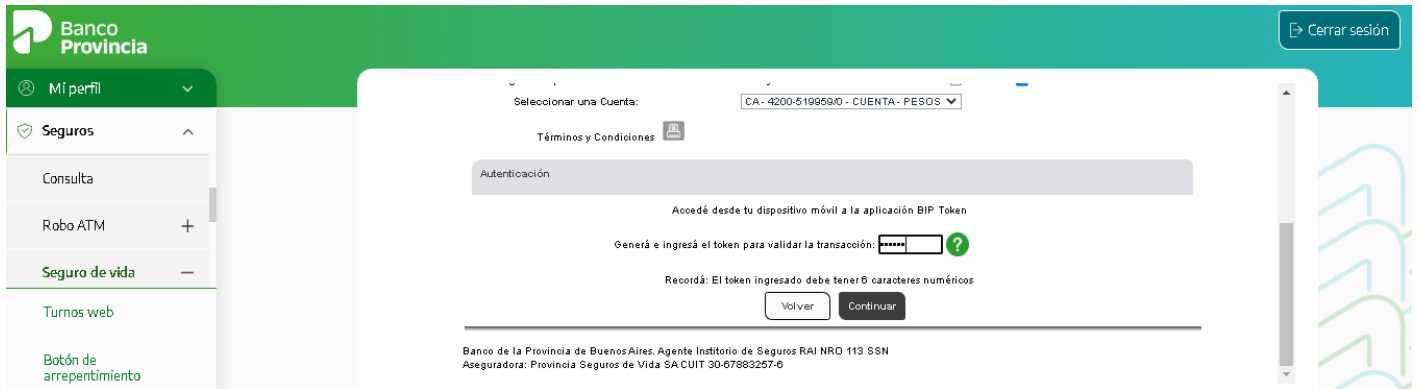 Banco
Provincia
Cerrar sesión
Mi perfil
Seguros
Consulta
Robo ATM
Seguro de vida
Turnos web
Botón de
arrepentimiento
Seleccionar una Cuenta:
CA - 4200-519959/0 - CUENTA - PESOS
Términos y Condiciones
Autenticación
Accedé desde tu dispositivo móvil a la aplicación BIP Token
Generá e ingresá el token para validar la transacción: ?
Recordá: El token ingresado debe tener 6 caracteres numéricos
Volver Continuar
Banco de la Provincia de Buenos Aires. Agente Institorio de Seguros RAI NRO 113 SSN
Aseguradora: Provincia Seguros de Vida SA CUIT 30-67883257-6